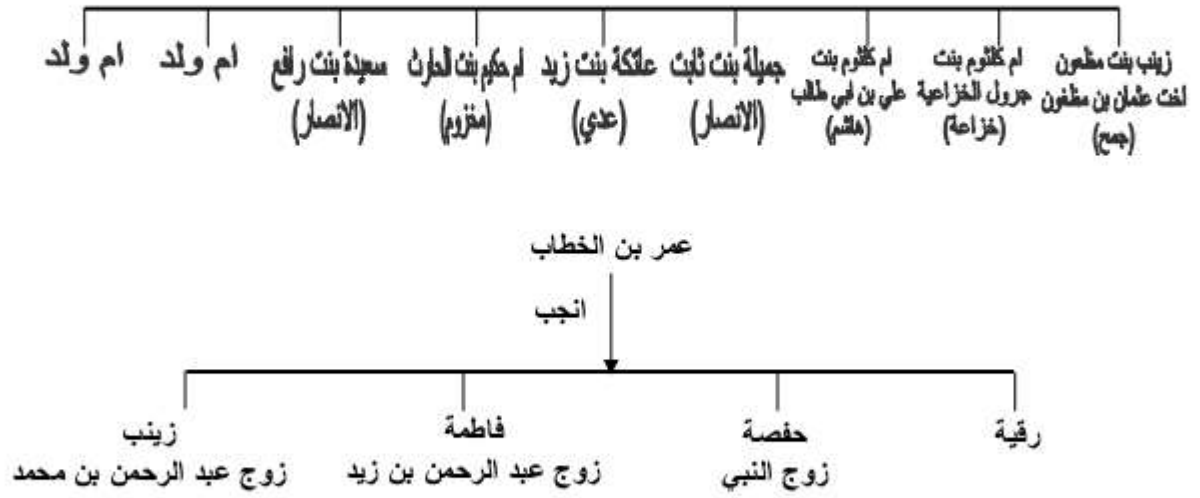 زينب بنت مظعون
اخت عثمان بن مظعون
(جمح)
ام كلثوم بنت
جرول الخزاعية
(خزاعة)
ام كلثوم بنت
علي بن ابي طالب
(هاشم)
جميلة بنت ثابت
(الانصار)
عاتكة بنت زيد
(عدي)
ام حكيم بنت الحارث
(مخزوم)
سعيدة بنت رافع
(الانصار)
ام ولد
ام ولد
عمر بن الخطاب
انجب
رقية
حفصة
زوج النبي
فاطمة
زوج عبد الرحمن بن زيد
زينب
زوج عبد الرحمن بن محمد